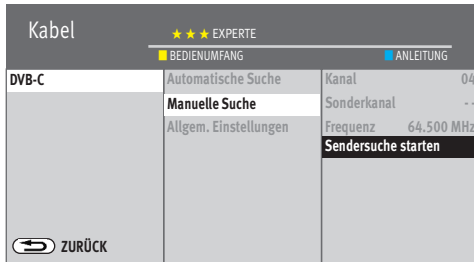 Kabel
★ ★ ★ EXPERTE
BEDIENUMFANG
ANLEITUNG
DVB-C
Automatische Suche
Kanal 04
Manuelle Suche
Sonderkanal - -
Allgem. Einstellungen
Frequenz 64.500 MHz
Sendersuche starten
ZURÜCK